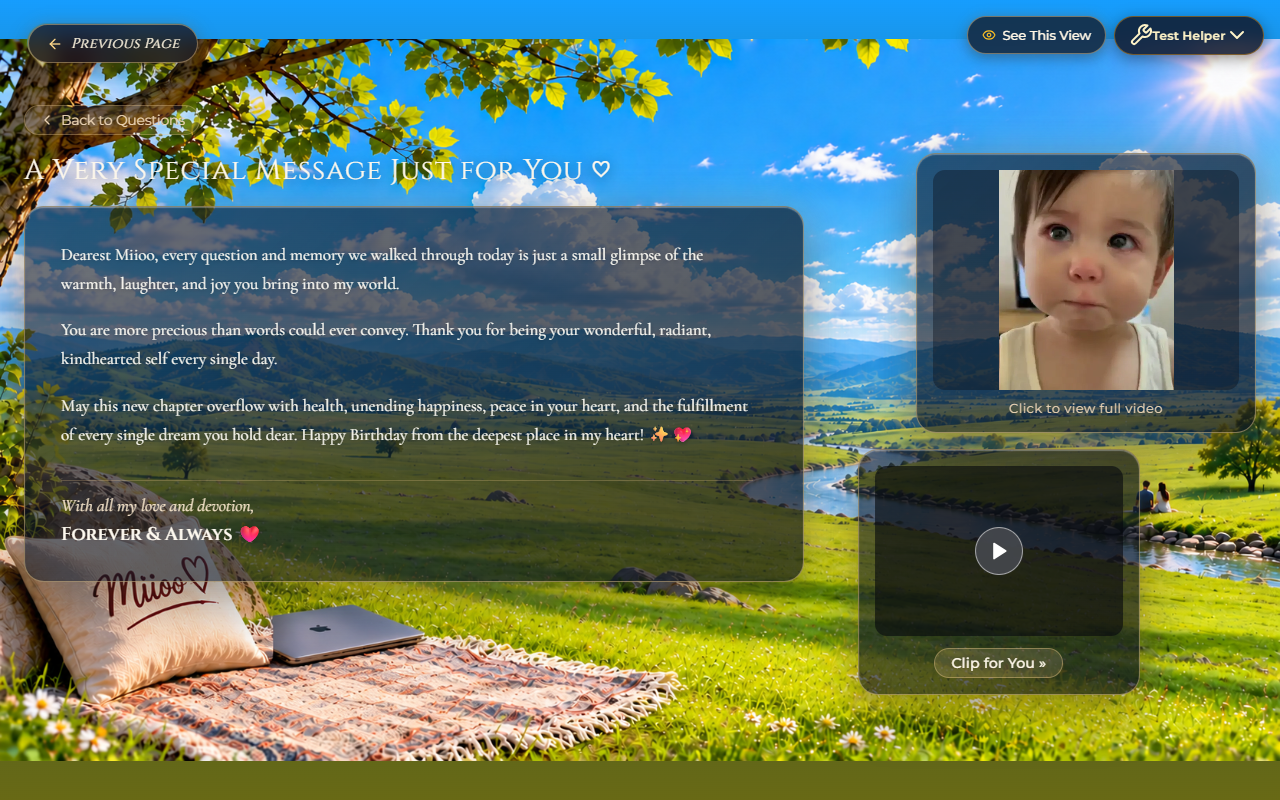 Previous Page
See This View
Test Helper
Back to Questions
A Very Special Message Just for You ♡
Dearest Miioo, every question and memory we walked through today is just a small glimpse of the
warmth, laughter, and joy you bring into my world.
You are more precious than words could ever convey. Thank you for being your wonderful, radiant,
kindhearted self every single day.
May this new chapter overflow with health, unending happiness, peace in your heart, and the fulfillment
of every single dream you hold dear. Happy Birthday from the deepest place in my heart! ✨💖
With all my love and devotion,
Forever & Always 💖
Click to view full video
Clip for You »
Miioo♡